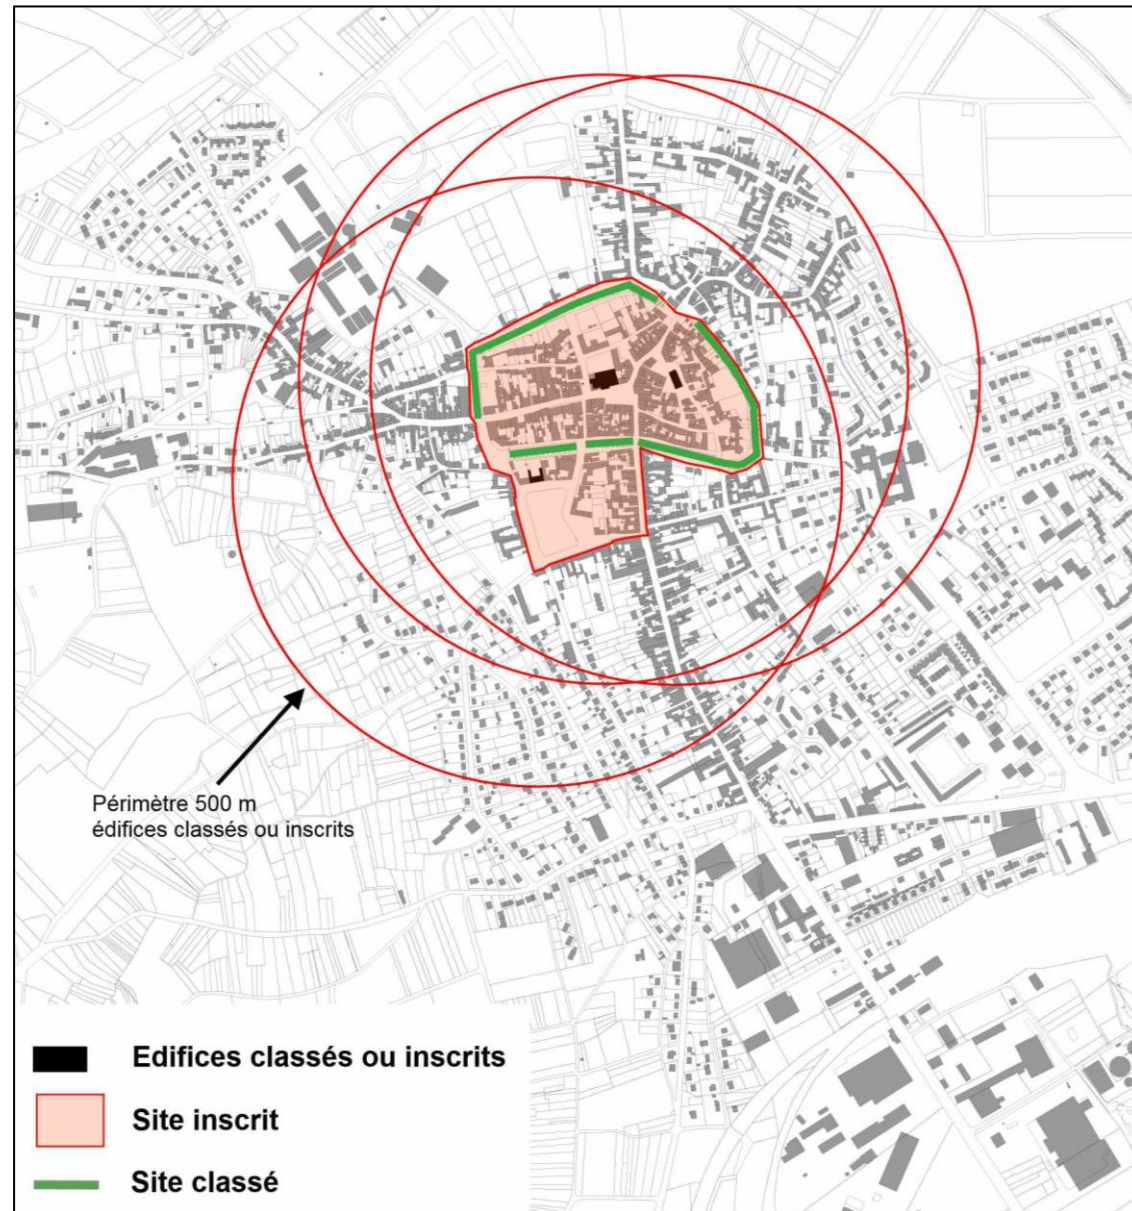 Périmètre 500 m
édifices classés ou inscrits
Edifices classés ou inscrits
Site inscrit
Site classé